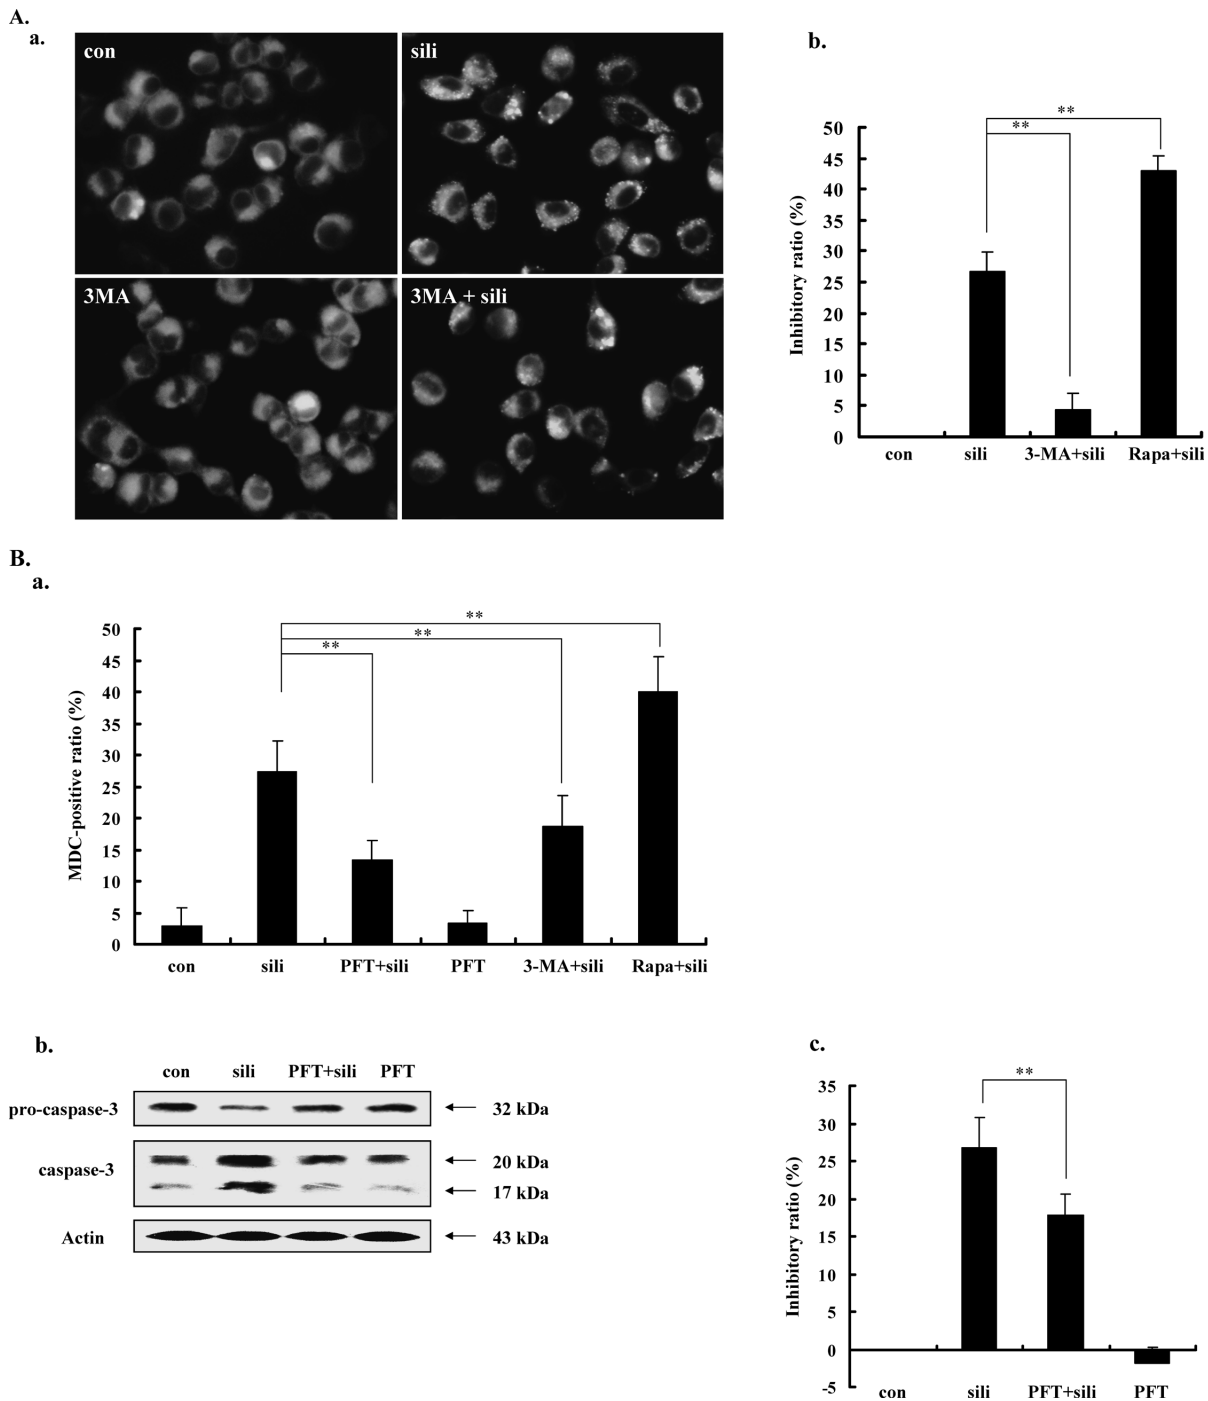 A.
a.
con
sili
3MA
3MA + sili
b.
**
**
50
45
40
35
30
25
20
15
10
5
0
Inhibitory ratio (%)
con sili 3-MA+sili Rapa+sili
B.
a.
**
**
**
50
45
40
35
30
25
20
15
10
5
0
MDC-positive ratio (%)
con sili PFT+sili PFT 3-MA+sili Rapa+sili
b.
con sili PFT+sili PFT
pro-caspase-3 32 kDa
caspase-3 20 kDa
17 kDa
Actin 43 kDa
c.
**
35
30
25
20
15
10
5
0
-5
Inhibitory ratio (%)
con sili PFT+sili PFT